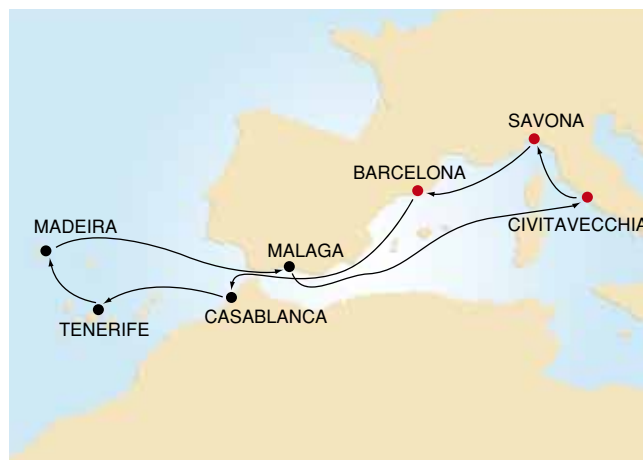 SAVONA
BARCELONA
CIVITAVECCHIA
MADEIRA
MALAGA
CASABLANCA
TENERIFE